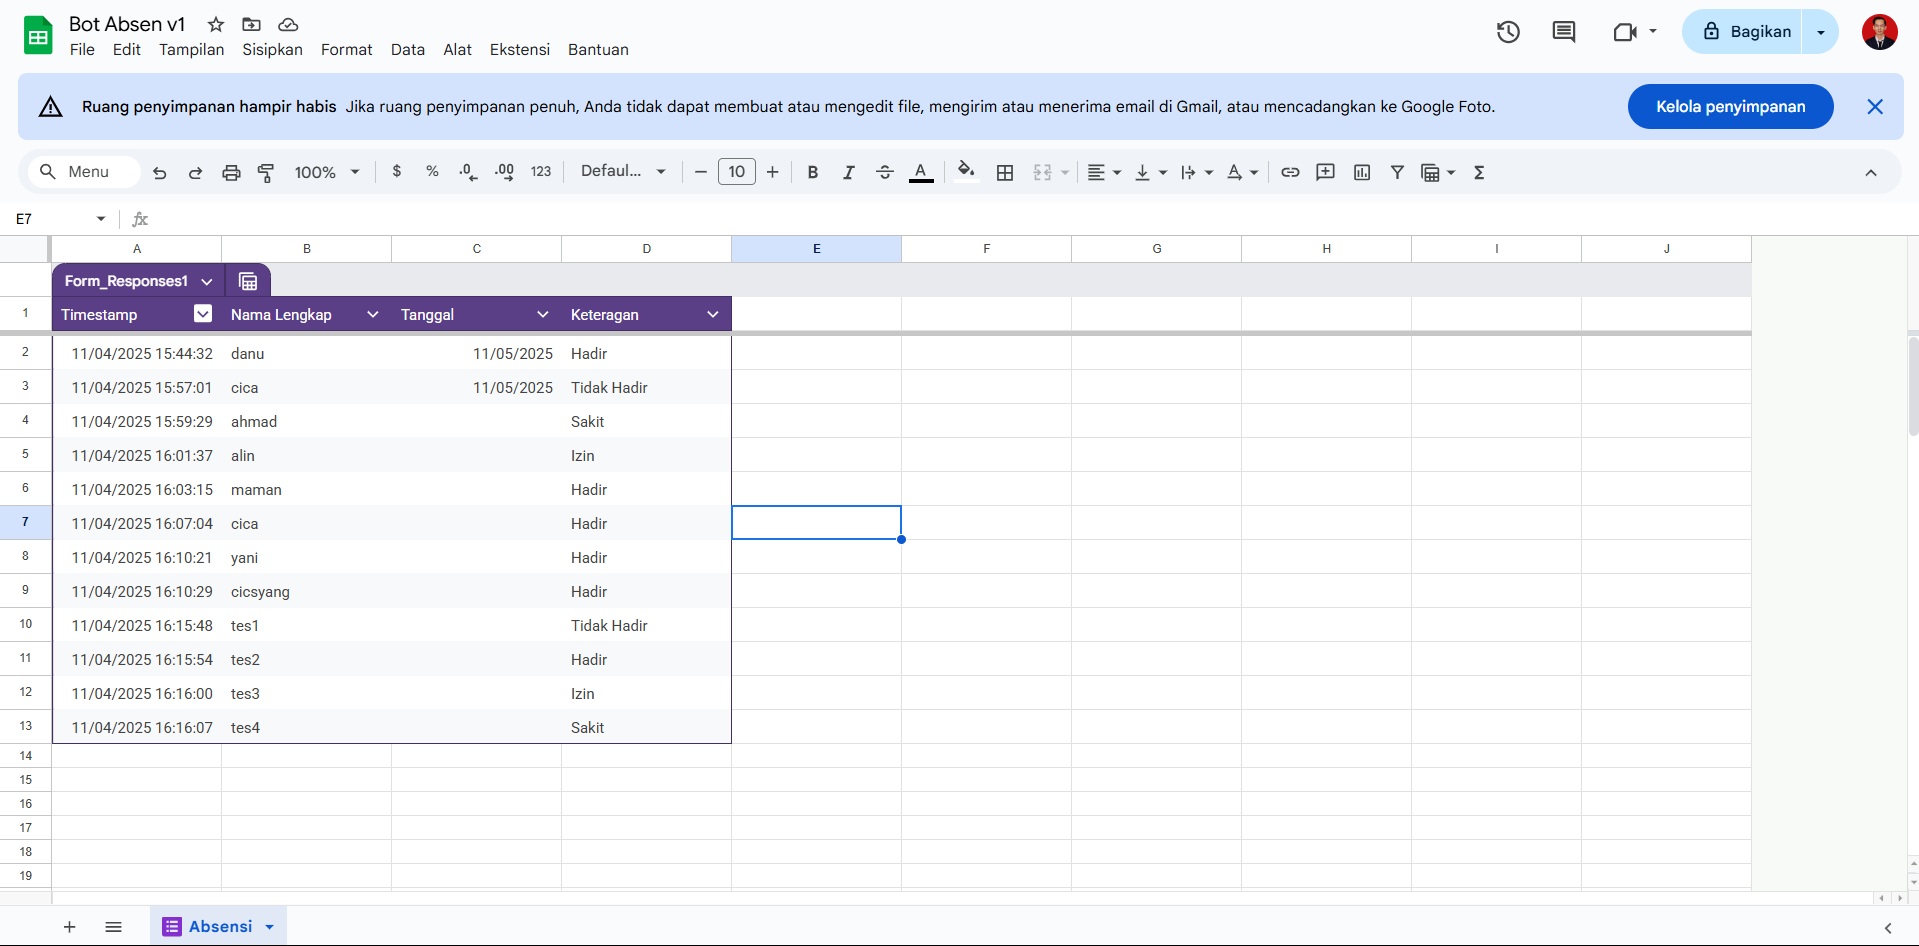 Bot Absen v1
File Edit Tampilan Sisipkan Format Data Alat Ekstensi Bantuan
Bagikan
Ruang penyimpanan hampir habis Jika ruang penyimpanan penuh, Anda tidak dapat membuat atau mengedit file, mengirim atau menerima email di Gmail, atau mencadangkan ke Google Foto.
Kelola penyimpanan
Menu 100% $ % .0 .00 123 Defaul... 10 B I A
E7 fx
A B C D E F G H I J
Form_Responses1
1 Timestamp Nama Lengkap Tanggal Keteragan
2 11/04/2025 15:44:32 danu 11/05/2025 Hadir
3 11/04/2025 15:57:01 cica 11/05/2025 Tidak Hadir
4 11/04/2025 15:59:29 ahmad Sakit
5 11/04/2025 16:01:37 alin Izin
6 11/04/2025 16:03:15 maman Hadir
7 11/04/2025 16:07:04 cica Hadir
8 11/04/2025 16:10:21 yani Hadir
9 11/04/2025 16:10:29 cicsyang Hadir
10 11/04/2025 16:15:48 tes1 Tidak Hadir
11 11/04/2025 16:15:54 tes2 Hadir
12 11/04/2025 16:16:00 tes3 Izin
13 11/04/2025 16:16:07 tes4 Sakit
14
15
16
17
18
19
Absensi